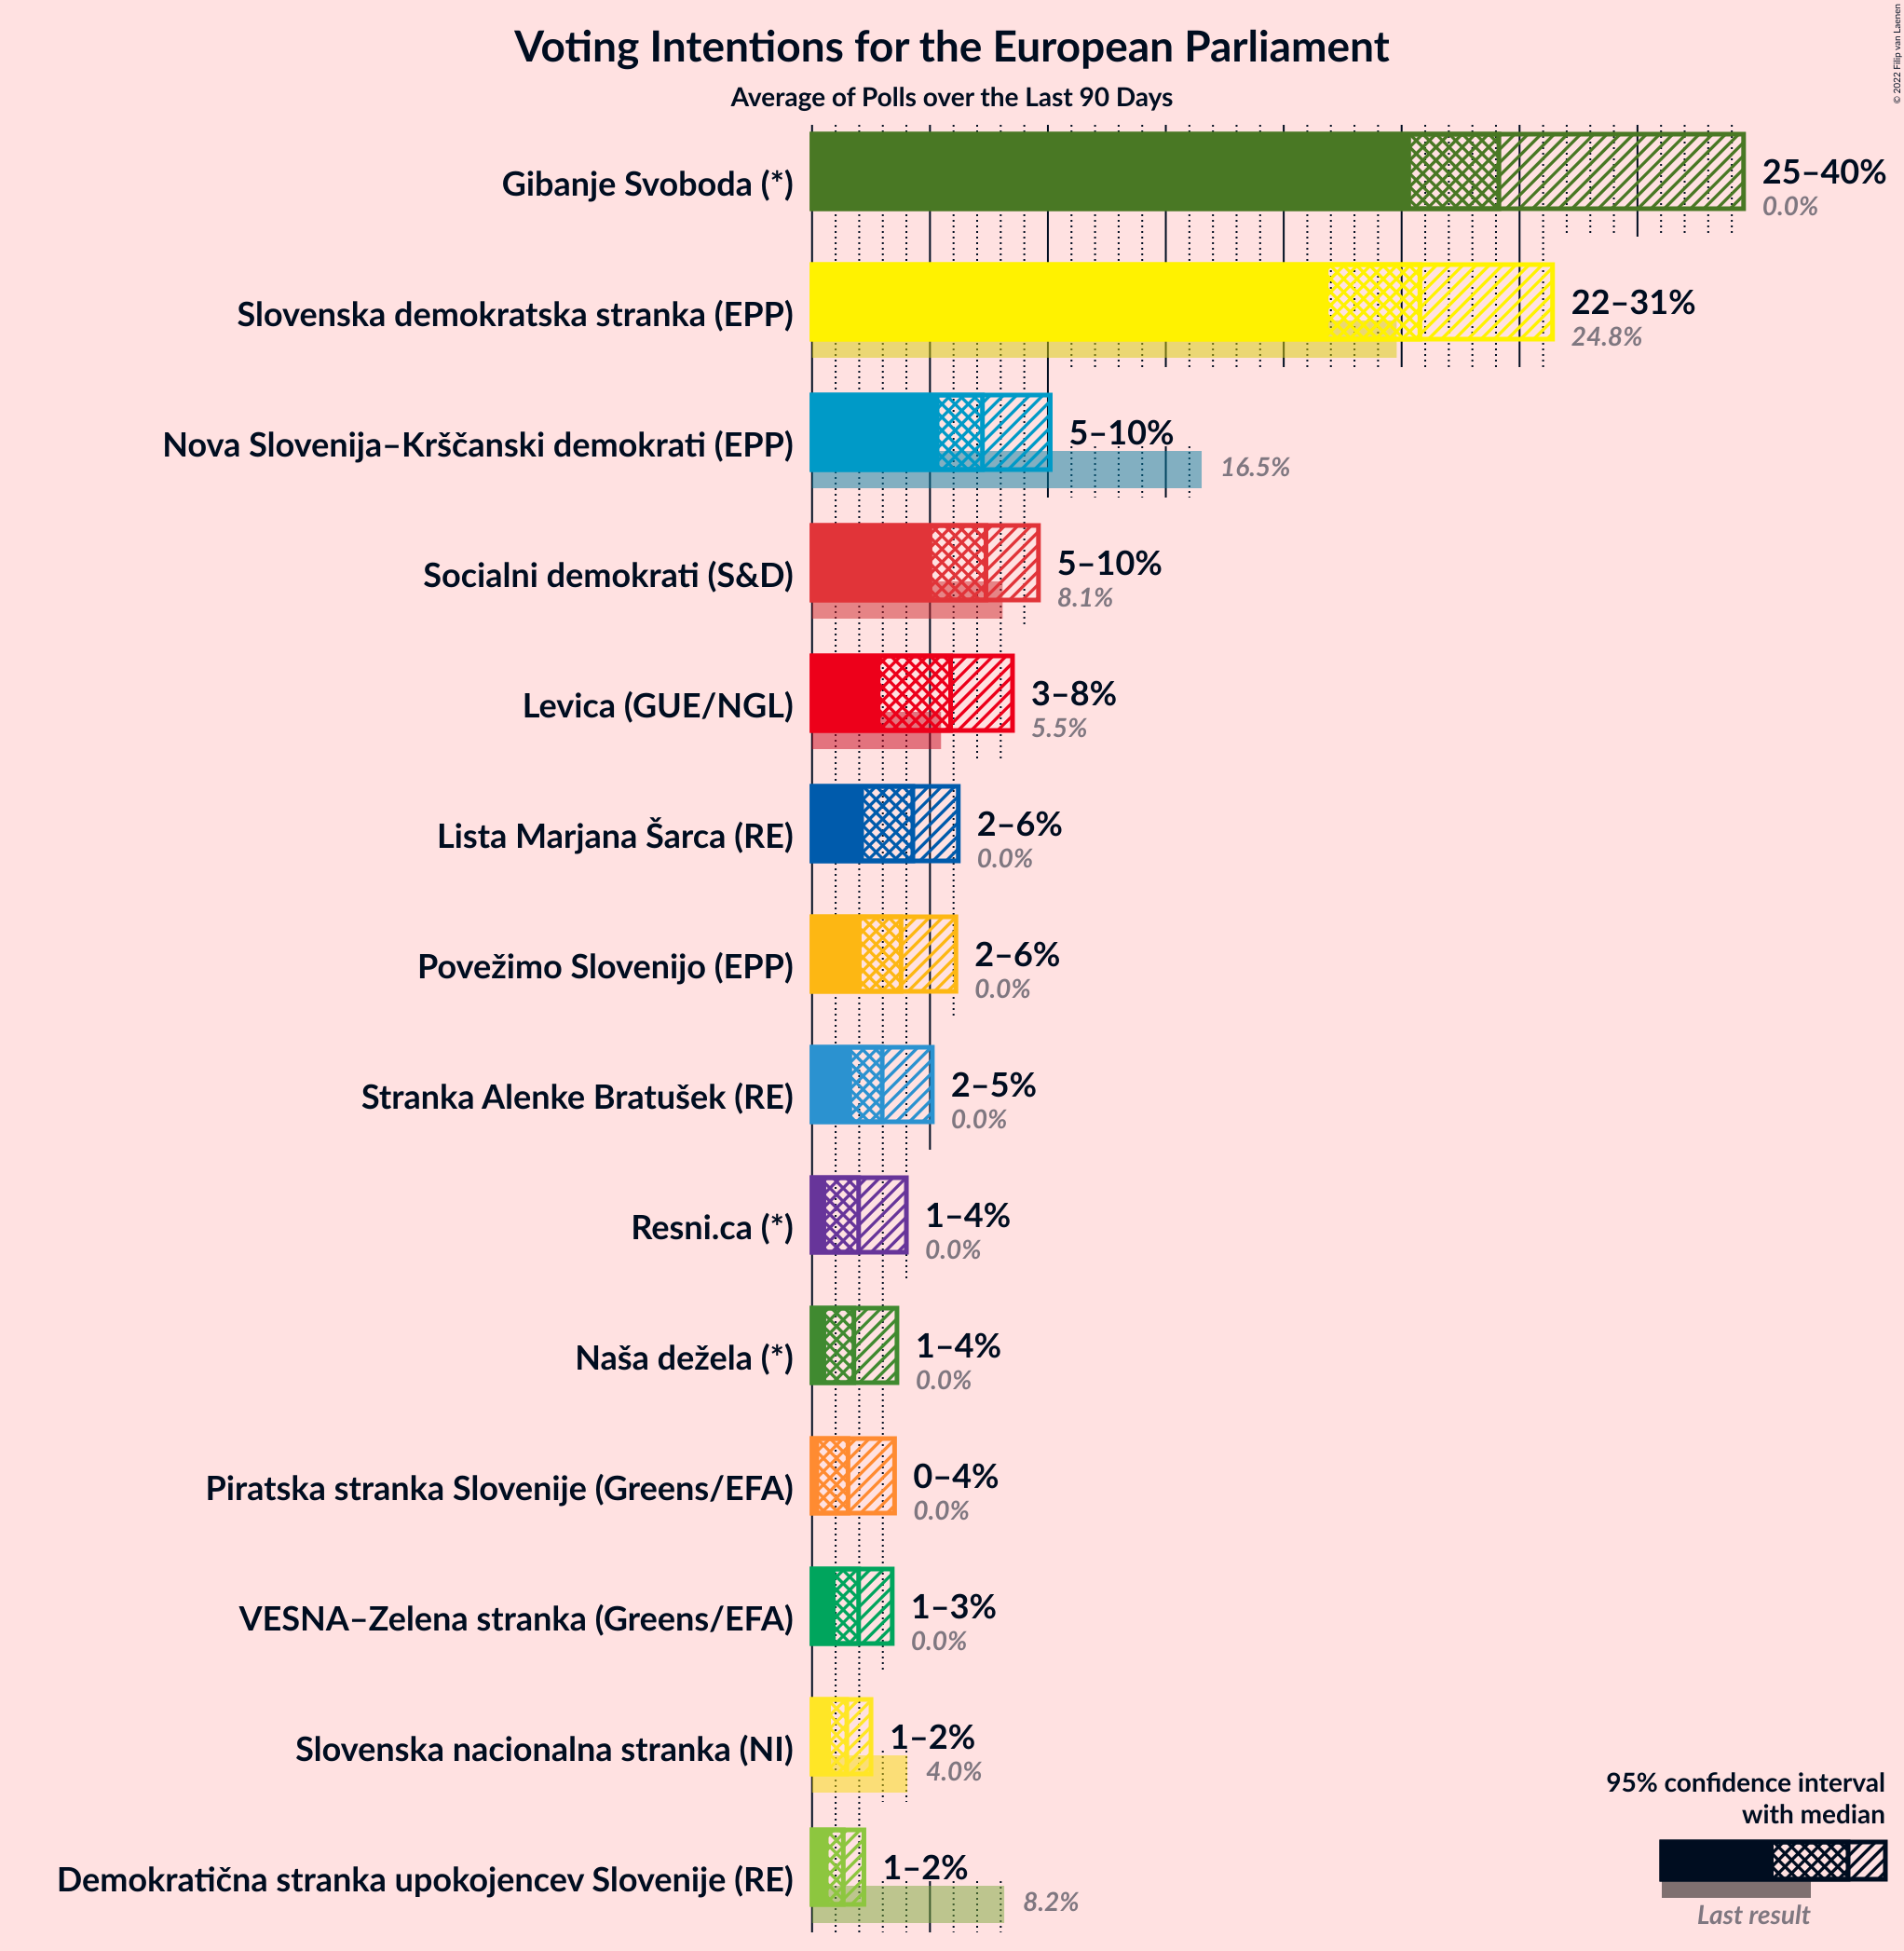 Voting Intentions for the European Parliament
Average of Polls over the Last 90 Days
© 2022 Filip van Laenen
Gibanje Svoboda (*)
25–40%
0.0%
Slovenska demokratska stranka (EPP)
22–31%
24.8%
Nova Slovenija–Krščanski demokrati (EPP)
5–10%
16.5%
Socialni demokrati (S&D)
5–10%
8.1%
Levica (GUE/NGL)
3–8%
5.5%
Lista Marjana Šarca (RE)
2–6%
0.0%
Povežimo Slovenijo (EPP)
2–6%
0.0%
Stranka Alenke Bratušek (RE)
2–5%
0.0%
Resni.ca (*)
1–4%
0.0%
Naša dežela (*)
1–4%
0.0%
Piratska stranka Slovenije (Greens/EFA)
0–4%
0.0%
VESNA–Zelena stranka (Greens/EFA)
1–3%
0.0%
Slovenska nacionalna stranka (NI)
1–2%
4.0%
Demokratična stranka upokojencev Slovenije (RE)
1–2%
8.2%
95% confidence interval
with median
Last result